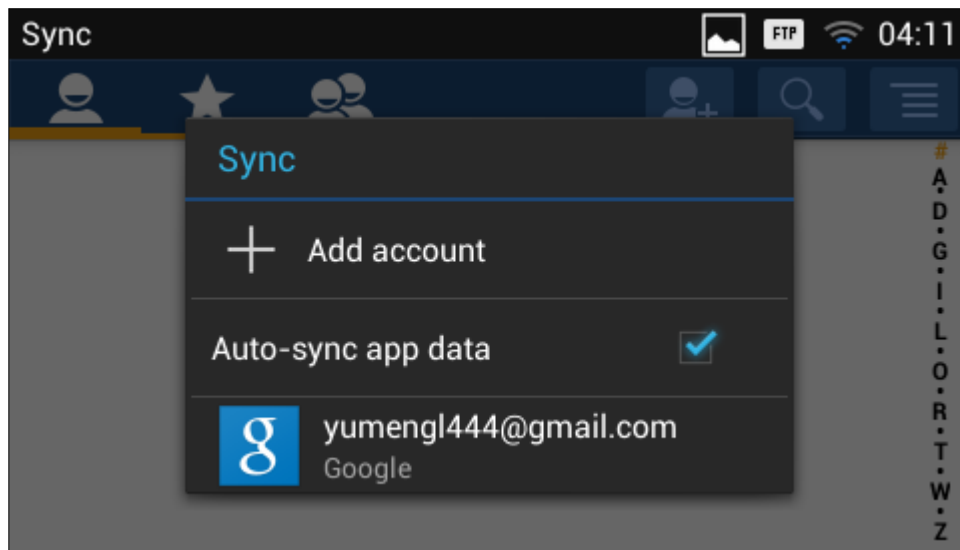 Sync
FTP
04:11
Sync
Add account
Auto-sync app data
g
yumengl444@gmail.com
Google
#
A
D
G
I
L
O
R
T
W
Z